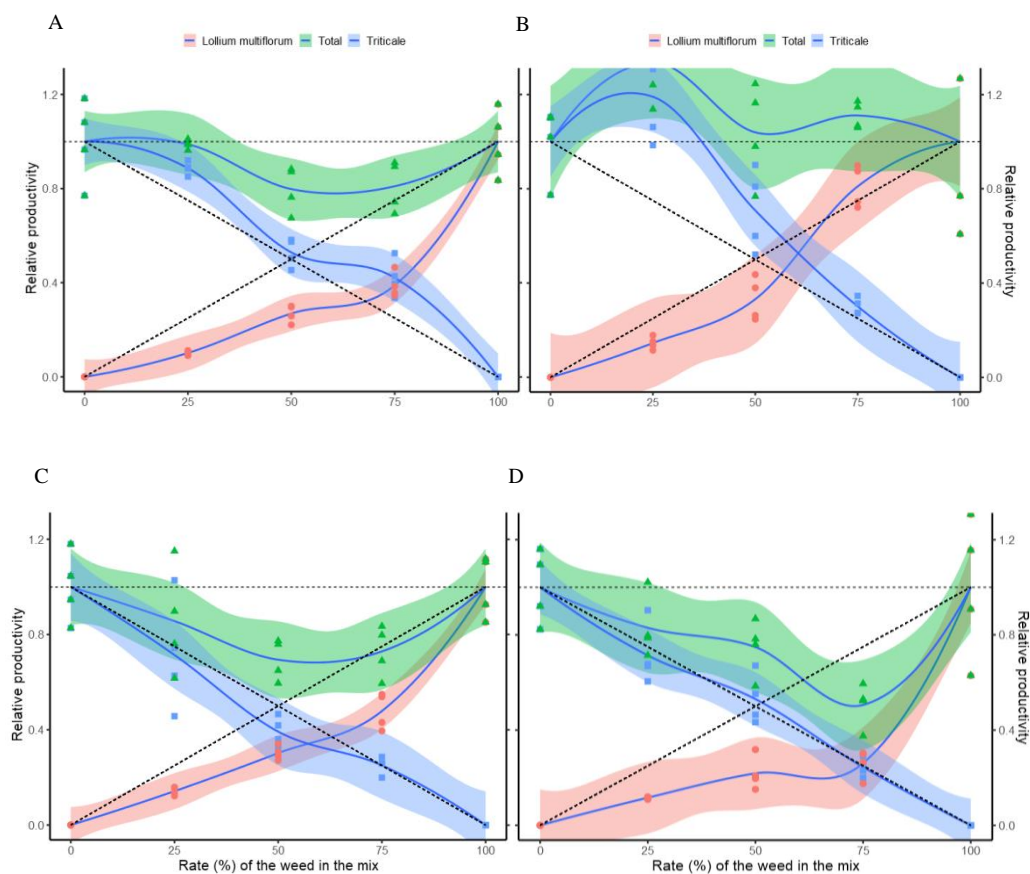 A
B
Lollium multiflorum Total Triticale
Lollium multiflorum Total Triticale
Relative productivity
1.2
0.8
0.4
0.0
0 25 50 75 100
0 25 50 75 100
1.2
0.8
0.4
0.0
Relative productivity
C
D
Relative productivity
1.2
0.8
0.4
0.0
0 25 50 75 100
Rate (%) of the weed in the mix
0 25 50 75 100
Rate (%) of the weed in the mix
1.2
0.8
0.4
0.0
Relative productivity